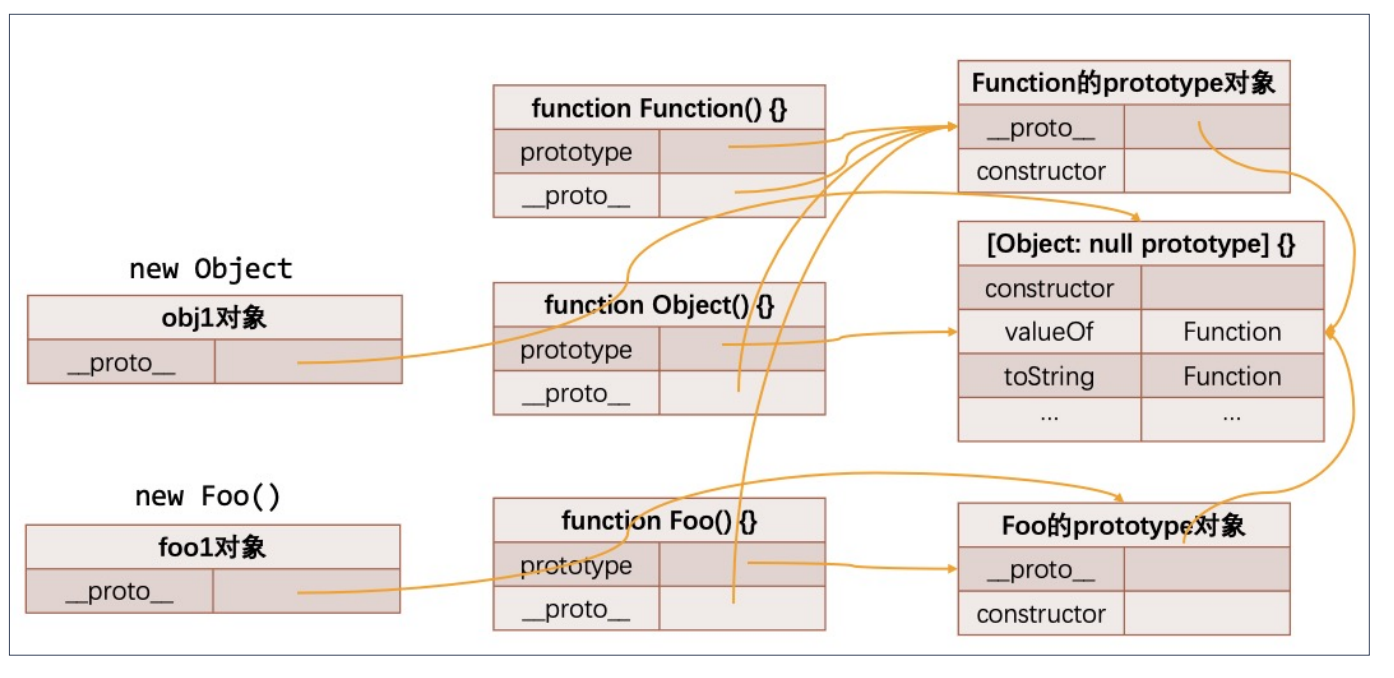 new Object
obj1对象
__proto__
new Foo()
foo1对象
__proto__
function Function() {}
prototype
__proto__
function Object() {}
prototype
__proto__
function Foo() {}
prototype
__proto__
Function的prototype对象
__proto__
constructor
[Object: null prototype] {}
constructor
valueOf Function
toString Function
... ...
Foo的prototype对象
__proto__
constructor